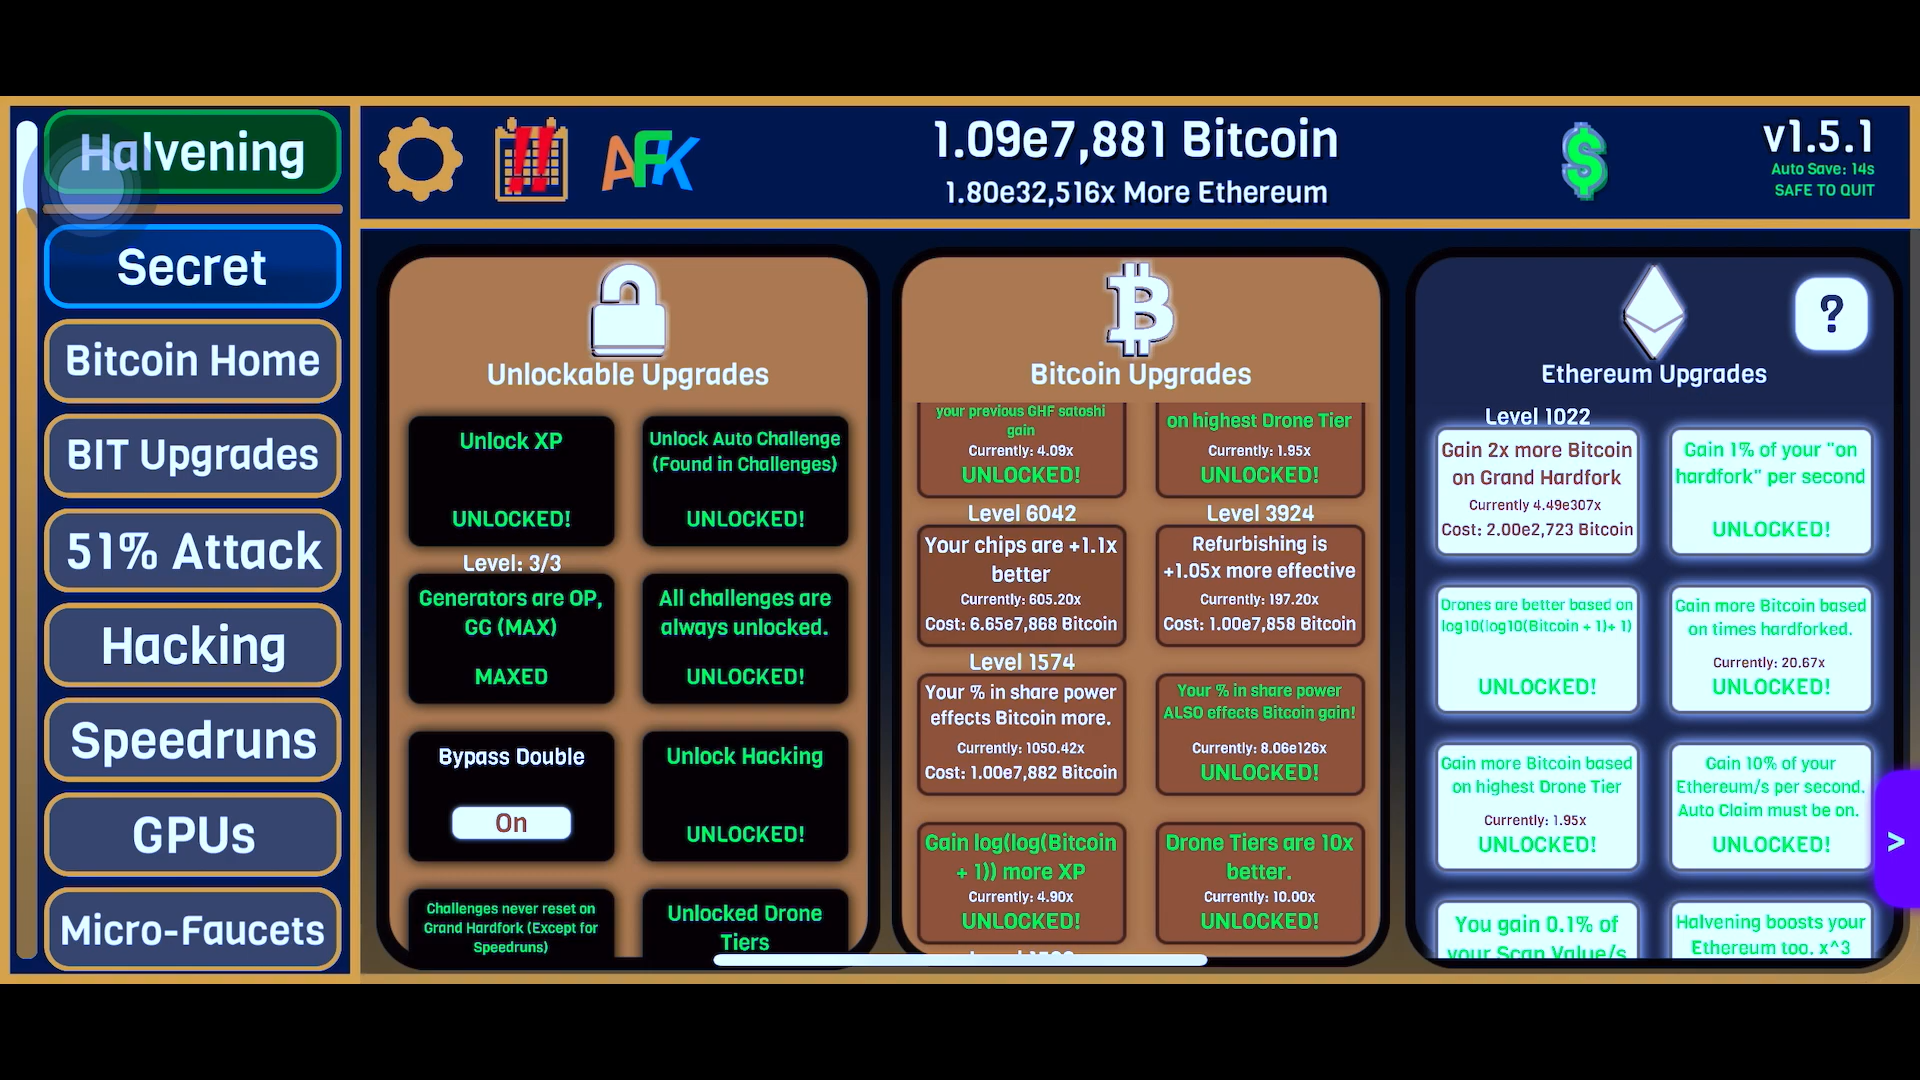 Halvening
Secret
Bitcoin Home
BIT Upgrades
51% Attack
Hacking
Speedruns
GPUs
Micro-Faucets
!!
AFK
1.09e7,881 Bitcoin
1.80e32,516x More Ethereum
$
v1.5.1
Auto Save: 14s
SAFE TO QUIT
Unlockable Upgrades
Unlock XP
UNLOCKED!
Unlock Auto Challenge
(Found in Challenges)
UNLOCKED!
Level: 3/3
Generators are OP,
GG (MAX)
MAXED
All challenges are
always unlocked.
UNLOCKED!
Bypass Double
On
Unlock Hacking
UNLOCKED!
Challenges never reset on
Grand Hardfork (Except for
Speedruns)
Unlocked Drone
Tiers
Bitcoin Upgrades
your previous GHF satoshi
gain
Currently: 4.09x
UNLOCKED!
on highest Drone Tier
Currently: 1.95x
UNLOCKED!
Level 6042
Your chips are +1.1x
better
Currently: 605.20x
Cost: 6.65e7,868 Bitcoin
Level 3924
Refurbishing is
+1.05x more effective
Currently: 197.20x
Cost: 1.00e7,858 Bitcoin
Level 1574
Your % in share power
effects Bitcoin more.
Currently: 1050.42x
Cost: 1.00e7,882 Bitcoin
Your % in share power
ALSO effects Bitcoin gain!
Currently: 8.06e126x
UNLOCKED!
Gain log(log(Bitcoin
+ 1)) more XP
Currently: 4.90x
UNLOCKED!
Drone Tiers are 10x
better.
Currently: 10.00x
UNLOCKED!
Ethereum Upgrades
?
Level 1022
Gain 2x more Bitcoin
on Grand Hardfork
Currently 4.49e307x
Cost: 2.00e2,723 Bitcoin
Gain 1% of your "on
hardfork" per second
UNLOCKED!
Drones are better based on
log10(log10(Bitcoin + 1)+ 1)
UNLOCKED!
Gain more Bitcoin based
on times hardforked.
Currently: 20.67x
UNLOCKED!
Gain more Bitcoin based
on highest Drone Tier
Currently: 1.95x
UNLOCKED!
Gain 10% of your
Ethereum/s per second.
Auto Claim must be on.
UNLOCKED!
You gain 0.1% of
your Scan Value/s
Halvening boosts your
Ethereum too. x^3
>